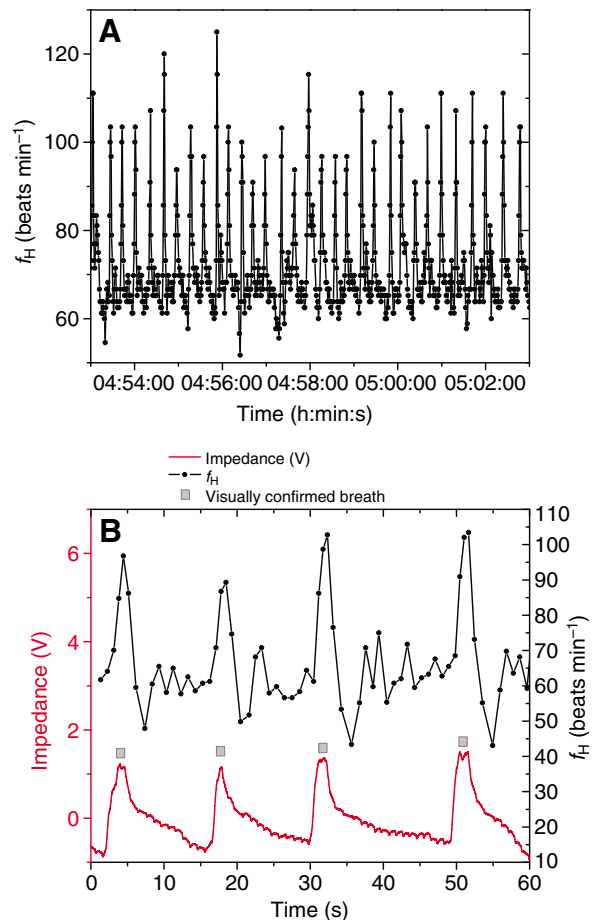 A
120
100
80
60
fH (beats min–1)
04:54:00 04:56:00 04:58:00 05:00:00 05:02:00
Time (h:min:s)
Impedance (V)
fH
Visually confirmed breath
B
6
4
2
0
Impedance (V)
110
100
90
80
70
60
50
40
30
20
10
fH (beats min–1)
0 10 20 30 40 50 60
Time (s)